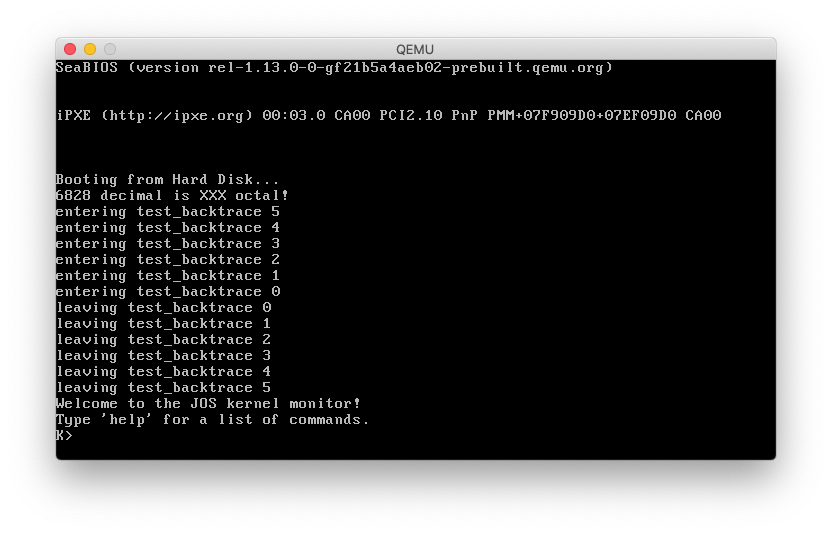 QEMU
SeaBIOS (version rel-1.13.0-0-gf21b5a4aeb02-prebuilt.qemu.org)
iPXE (http://ipxe.org) 00:03.0 CA00 PCI2.10 PnP PMM+07F909D0+07EF09D0 CA00
Booting from Hard Disk...
6828 decimal is XXX octal!
entering test_backtrace 5
entering test_backtrace 4
entering test_backtrace 3
entering test_backtrace 2
entering test_backtrace 1
entering test_backtrace 0
leaving test_backtrace 0
leaving test_backtrace 1
leaving test_backtrace 2
leaving test_backtrace 3
leaving test_backtrace 4
leaving test_backtrace 5
Welcome to the JOS kernel monitor!
Type 'help' for a list of commands.
K>